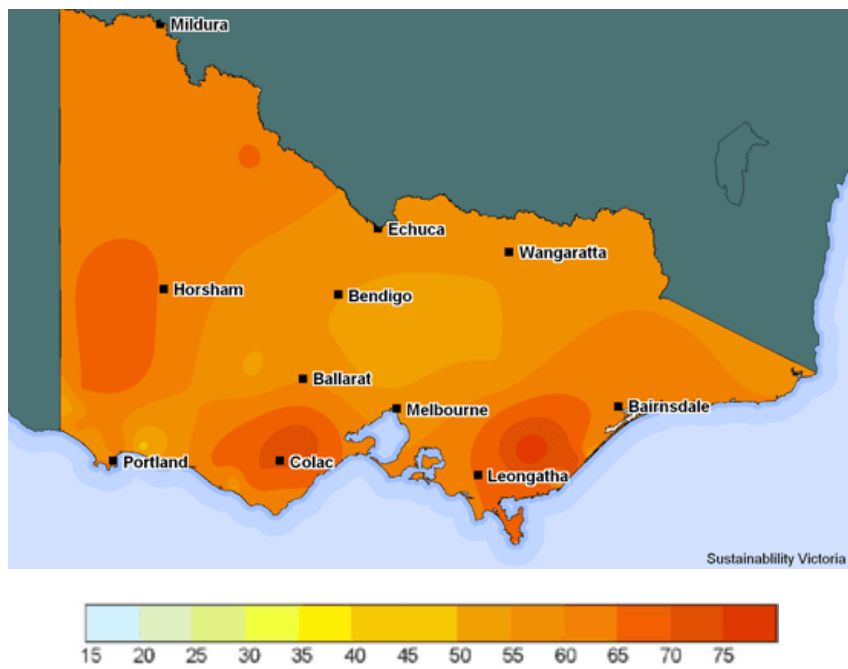 Mildura
Echuca
Wangaratta
Horsham
Bendigo
Ballarat
Melbourne
Bairnsdale
Portland
Colac
Leongatha
Sustainablility Victoria
15 20 25 30 35 40 45 50 55 60 65 70 75